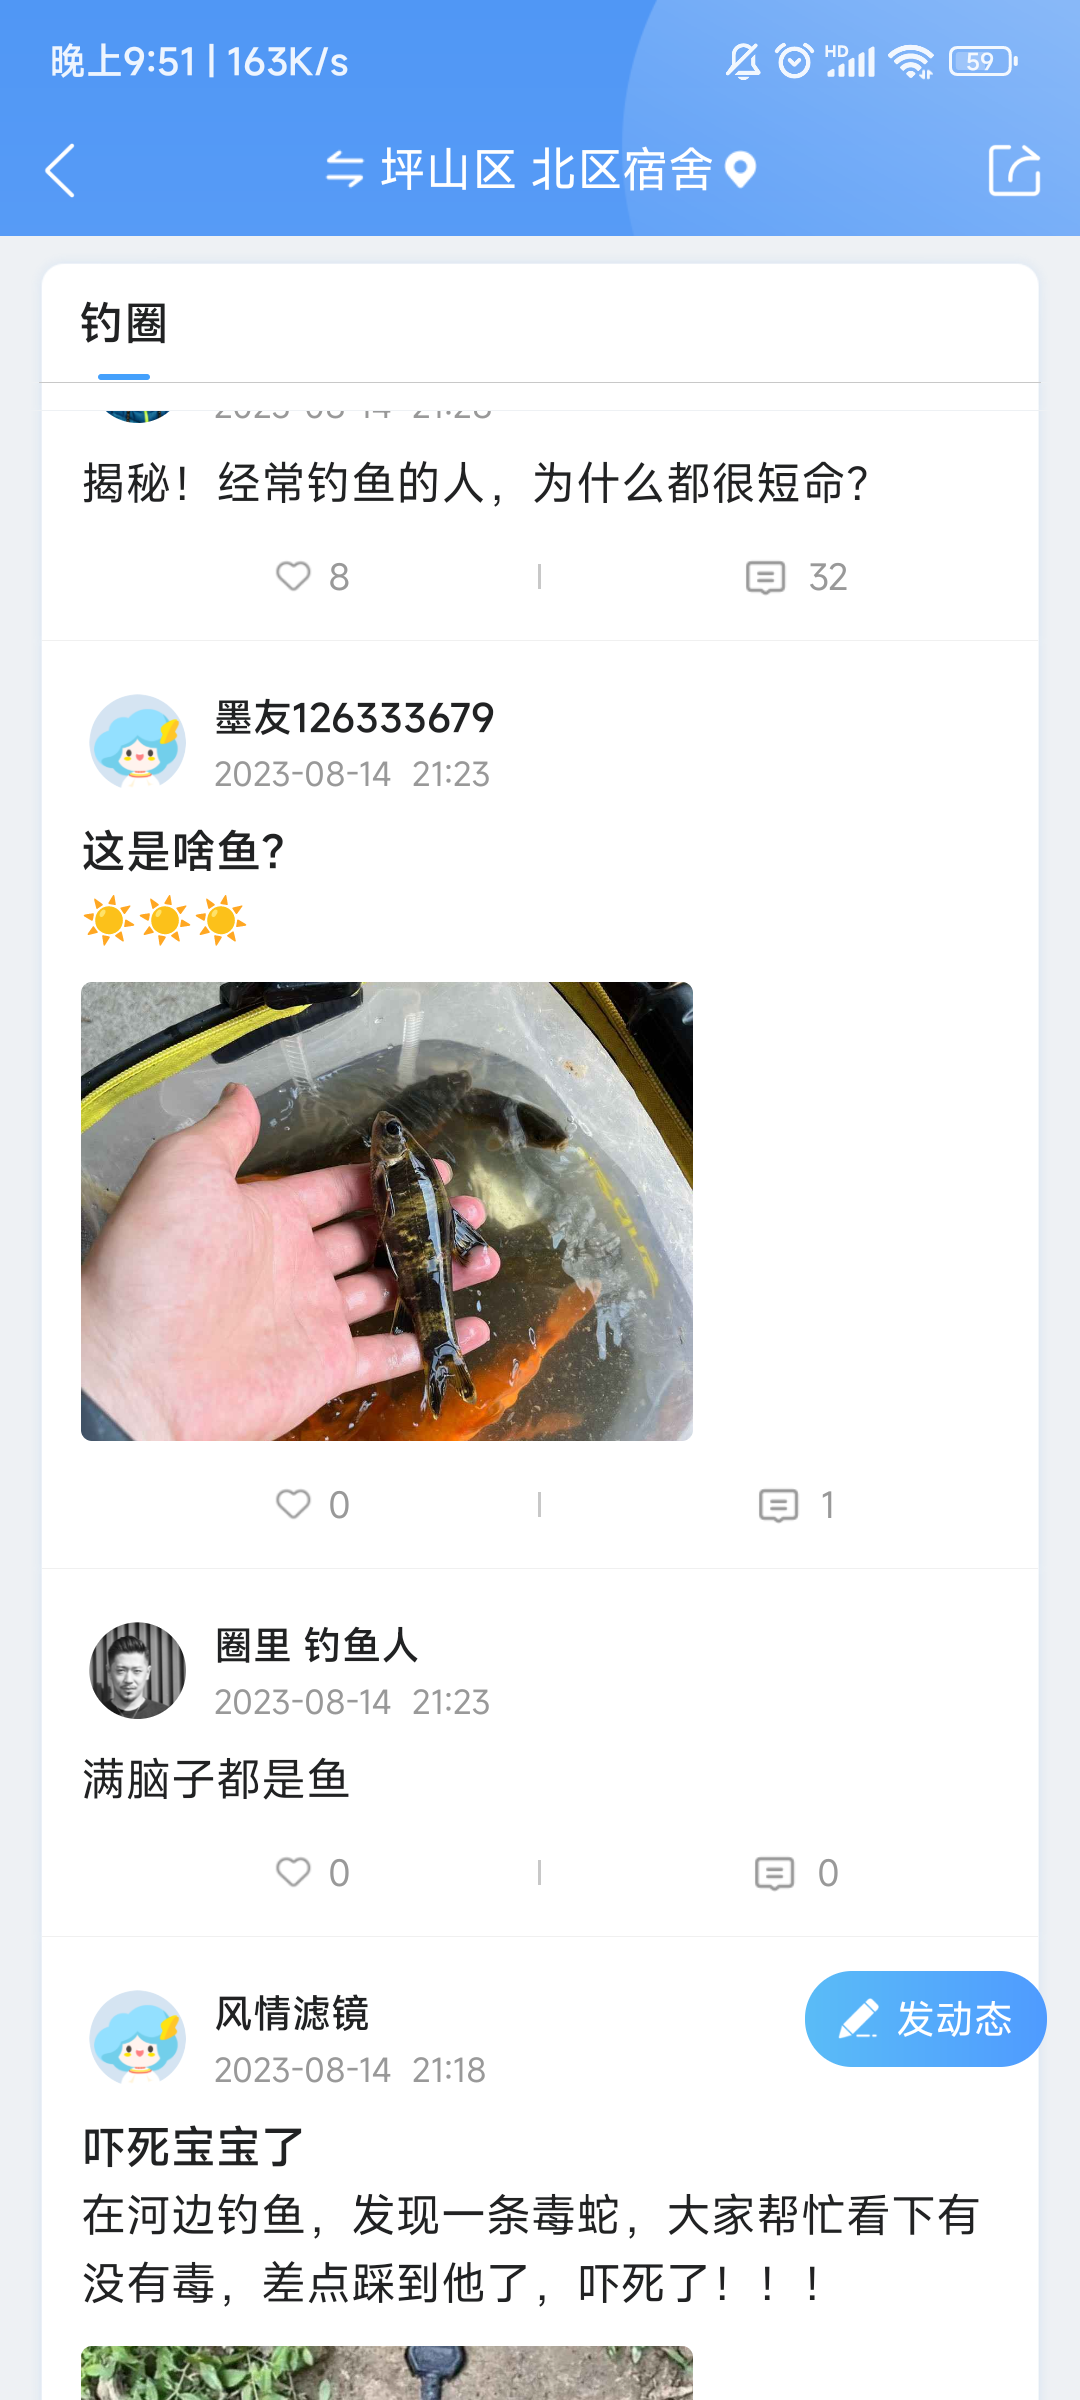 晚上9:51 | 163K/s
HD
59
坪山区 北区宿舍
钓圈
揭秘！经常钓鱼的人，为什么都很短命？
8
32
墨友126333679
2023-08-14 21:23
这是啥鱼？
0
1
圈里 钓鱼人
2023-08-14 21:23
满脑子都是鱼
0
0
风情滤镜
2023-08-14 21:18
发动态
吓死宝宝了
在河边钓鱼，发现一条毒蛇，大家帮忙看下有
没有毒，差点踩到他了，吓死了！！！